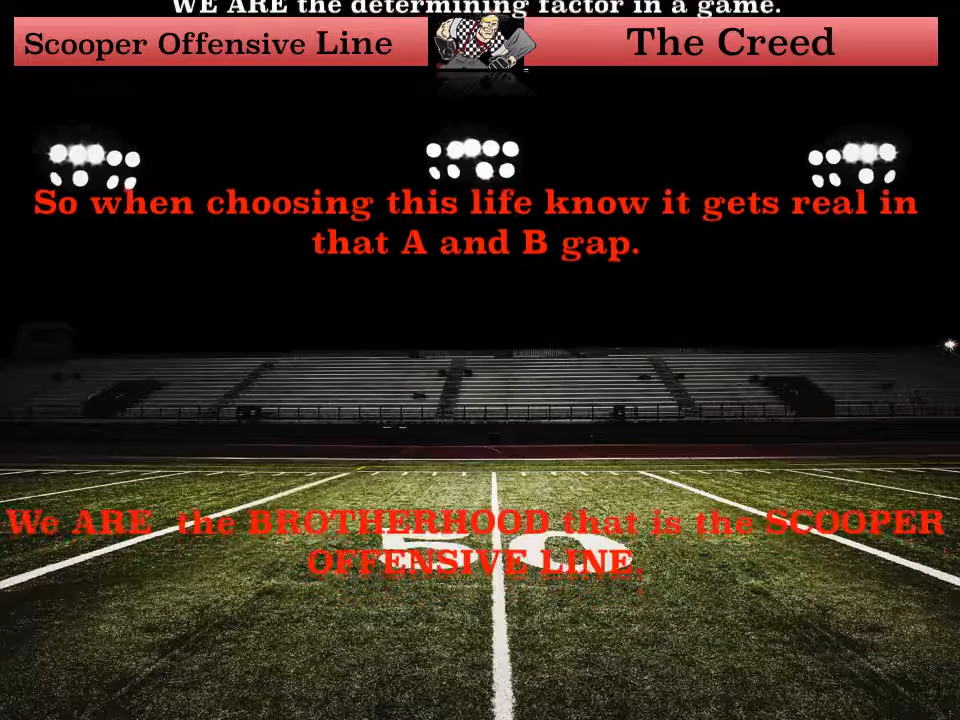 WE ARE the determining factor in a game.
Scooper Offensive Line
The Creed
So when choosing this life know it gets real in
that A and B gap.
We ARE  the BROTHERHOOD that is the SCOOPER
OFFENSIVE LINE.
50